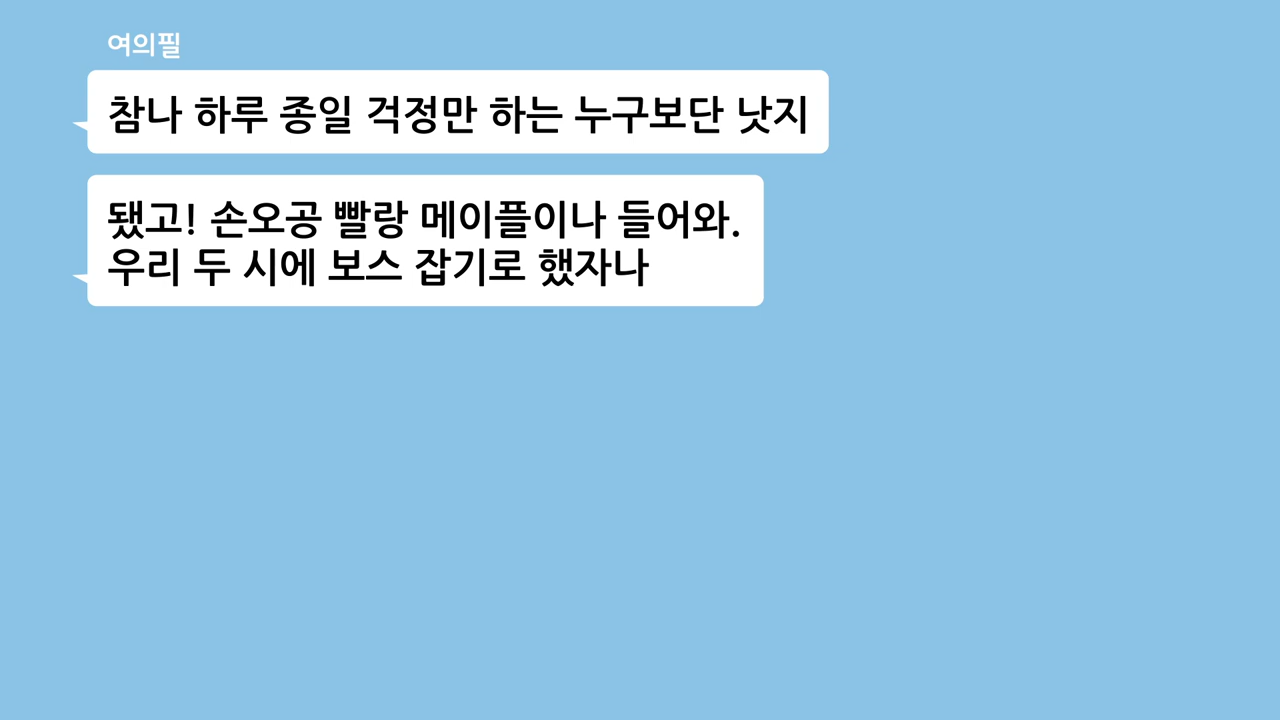 여의필
참나 하루 종일 걱정만 하는 누구보단 낫지
됐고! 손오공 빨랑 메이플이나 들어와.
우리 두 시에 보스 잡기로 했자나